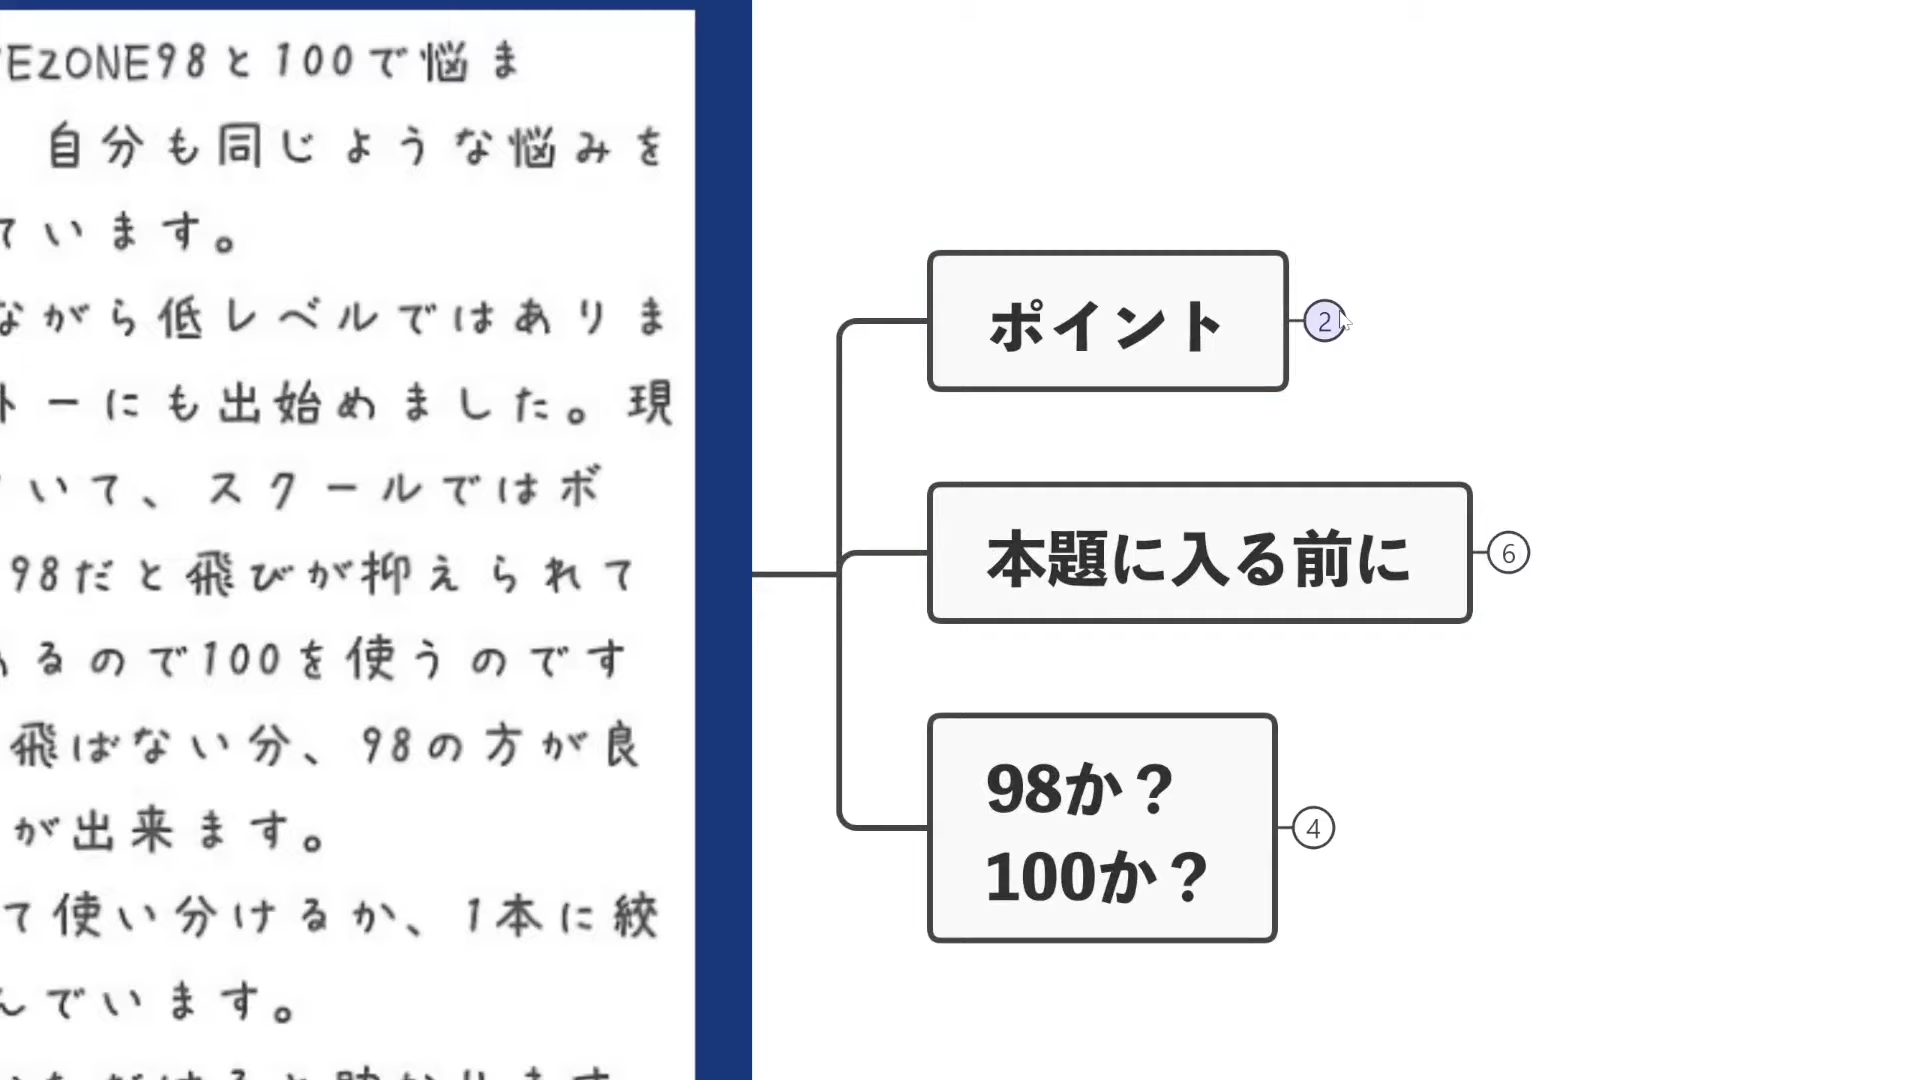 EZONE98と100で悩ま
自分も同じような悩みを
ています。
ながら低レベルではありま
トーにも出始めました。現
いて、スクールではボ
98だと飛びが抑えられて
るので100を使うのです
飛ばない分、98の方が良
が出来ます。
て使い分けるか、1本に絞
んでいます。
ポイント
2
本題に入る前に
6
98か？
100か？
4